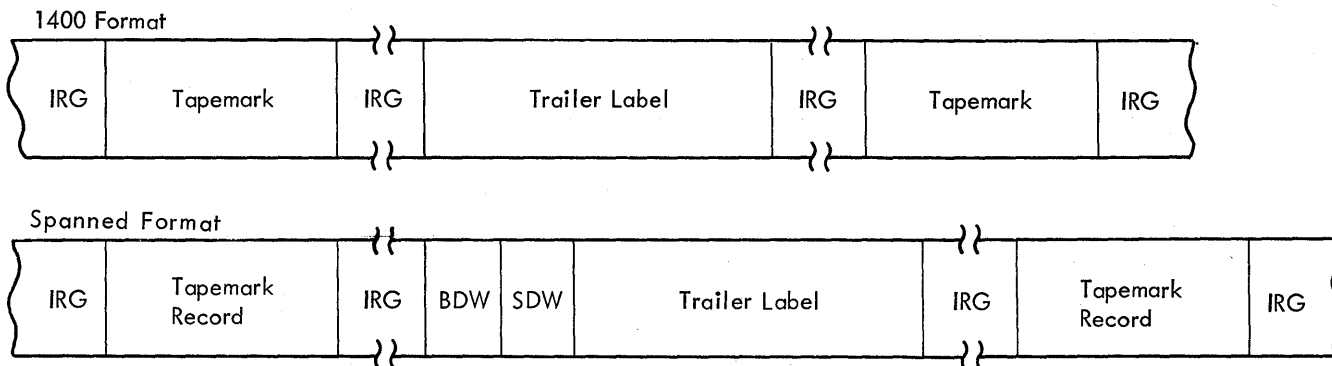 1400 Format
IRG Tapemark IRG Trailer Label IRG Tapemark IRG
Spanned Format
IRG Tapemark Record IRG BDW SDW Trailer Label IRG Tapemark Record IRG